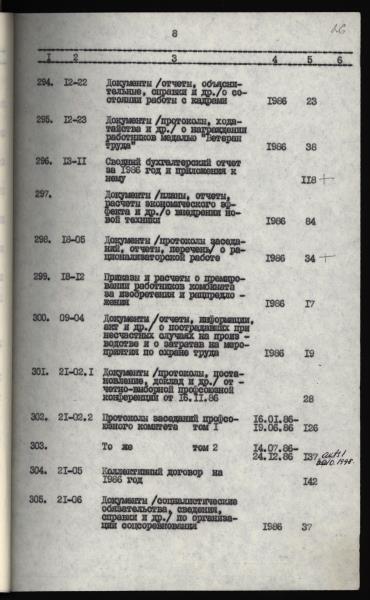 8
26
1 2 3 4 5 6
294. 12-22 Документы /отчеты, объясни-
тельные, справки и др./ о со-
стоянии работы с кадрами 1986 23
295. 12-23 Документы /протоколы, хода-
тайства и др./ о награждении
работников медалью "Ветеран
труда" 1986 38
296. 13-11 Сводный бухгалтерский отчет
за 1986 год и приложения к
нему 118 +
297. Документы /планы, отчеты,
расчеты экономического эф-
фекта и др./ о внедрении но-
вой техники 1986 84
298. 18-05 Документы /протоколы заседа-
ний, отчеты, перечень/ о ра-
ционализаторской работе 1986 34 +
299. 18-12 Приказы и расчеты о премиро-
вании работников комбината
за изобретения и рацпредло -
жения 1986 17
300. 09-04 Документы /отчеты, информации,
акт и др./ о пострадавших при
несчастных случаях на произ -
водстве и о затратах на меро-
приятия по охране труда 1986 19
301. 21-02.1 Документы /протоколы, поста-
новление, доклад и др./ от -
четно-выборной профсоюзной
конференции от 16.11.86 28
302. 21-02.2 Протоколы заседаний профсо- 16.01.86-
юзного комитета том 1 19.06.86 126
303. То же том 2 14.07.86-
24.12.86 137
304. 21-05 Коллективный договор на
1986 год 142
305. 21-06 Документы /социалистические
обязательства, сведения,
справки и др./ по организа-
ции соцсоревнования 1986 37